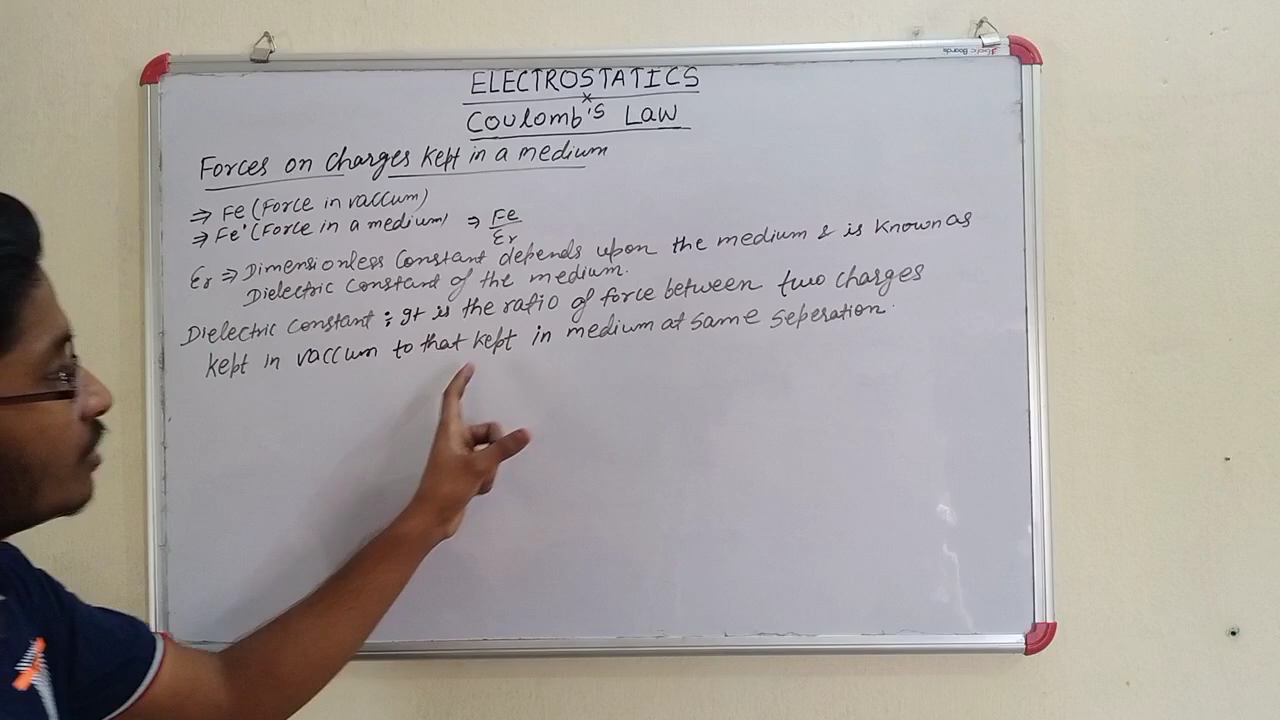 ELECTROSTATICS
Coulomb's Law
Forces on charges kept in a medium
⇒ Fe (Force in vaccum)
⇒ Fe' (Force in a medium) ⇒ Fe/Er
Er ⇒ Dimensionless Constant depends upon the medium & is known as
Dielectric constant of the medium.
Dielectric constant : It is the ratio of force between two charges
kept in vaccum to that kept in medium at same seperation.